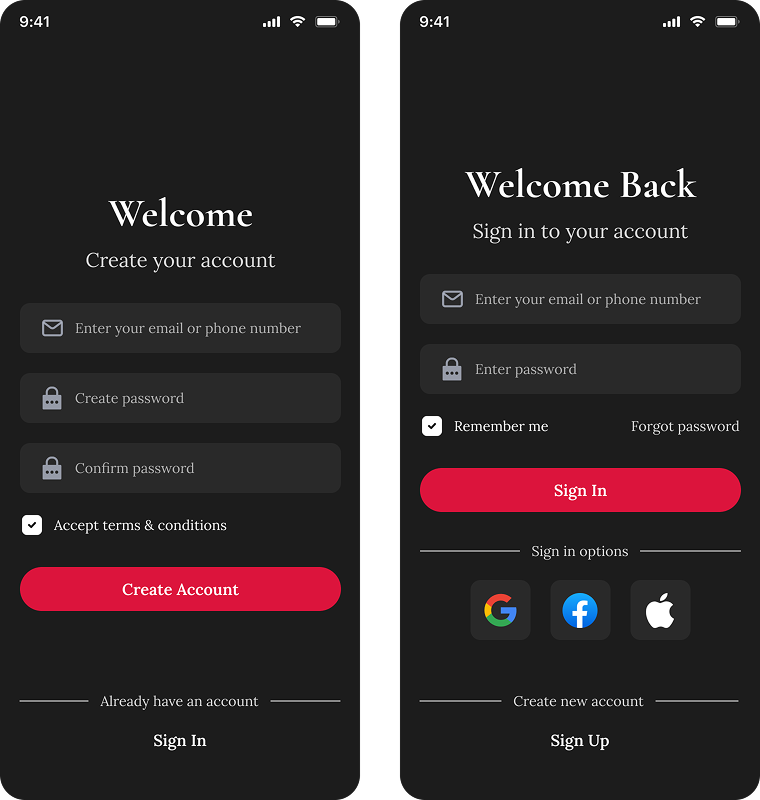 9:41
Welcome
Create your account
Enter your email or phone number
Create password
Confirm password
Accept terms & conditions
Create Account
Already have an account
Sign In
9:41
Welcome Back
Sign in to your account
Enter your email or phone number
Enter password
Remember me
Forgot password
Sign In
Sign in options
Create new account
Sign Up